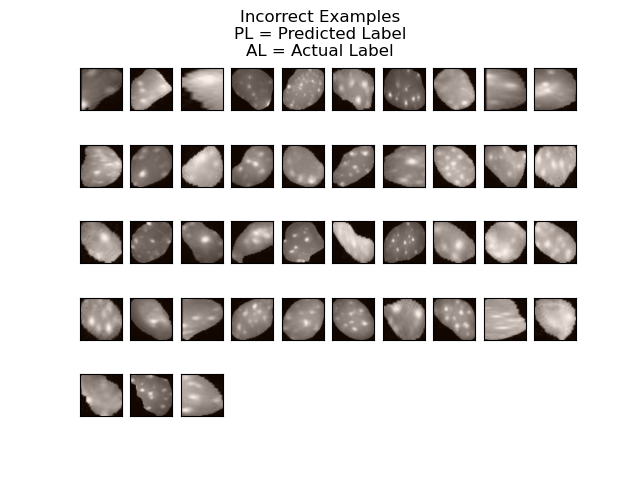 Incorrect Examples
PL = Predicted Label
AL = Actual Label